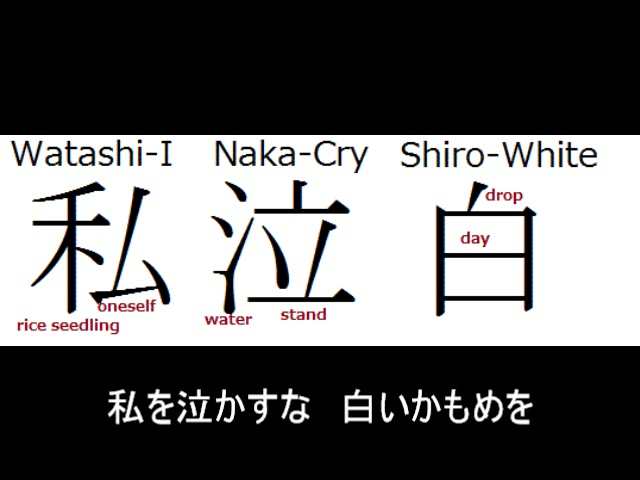 Watashi-I Naka-Cry Shiro-White
私 泣 白
drop
day
oneself
rice seedling
water
stand
私を泣かすな 白いかもめを